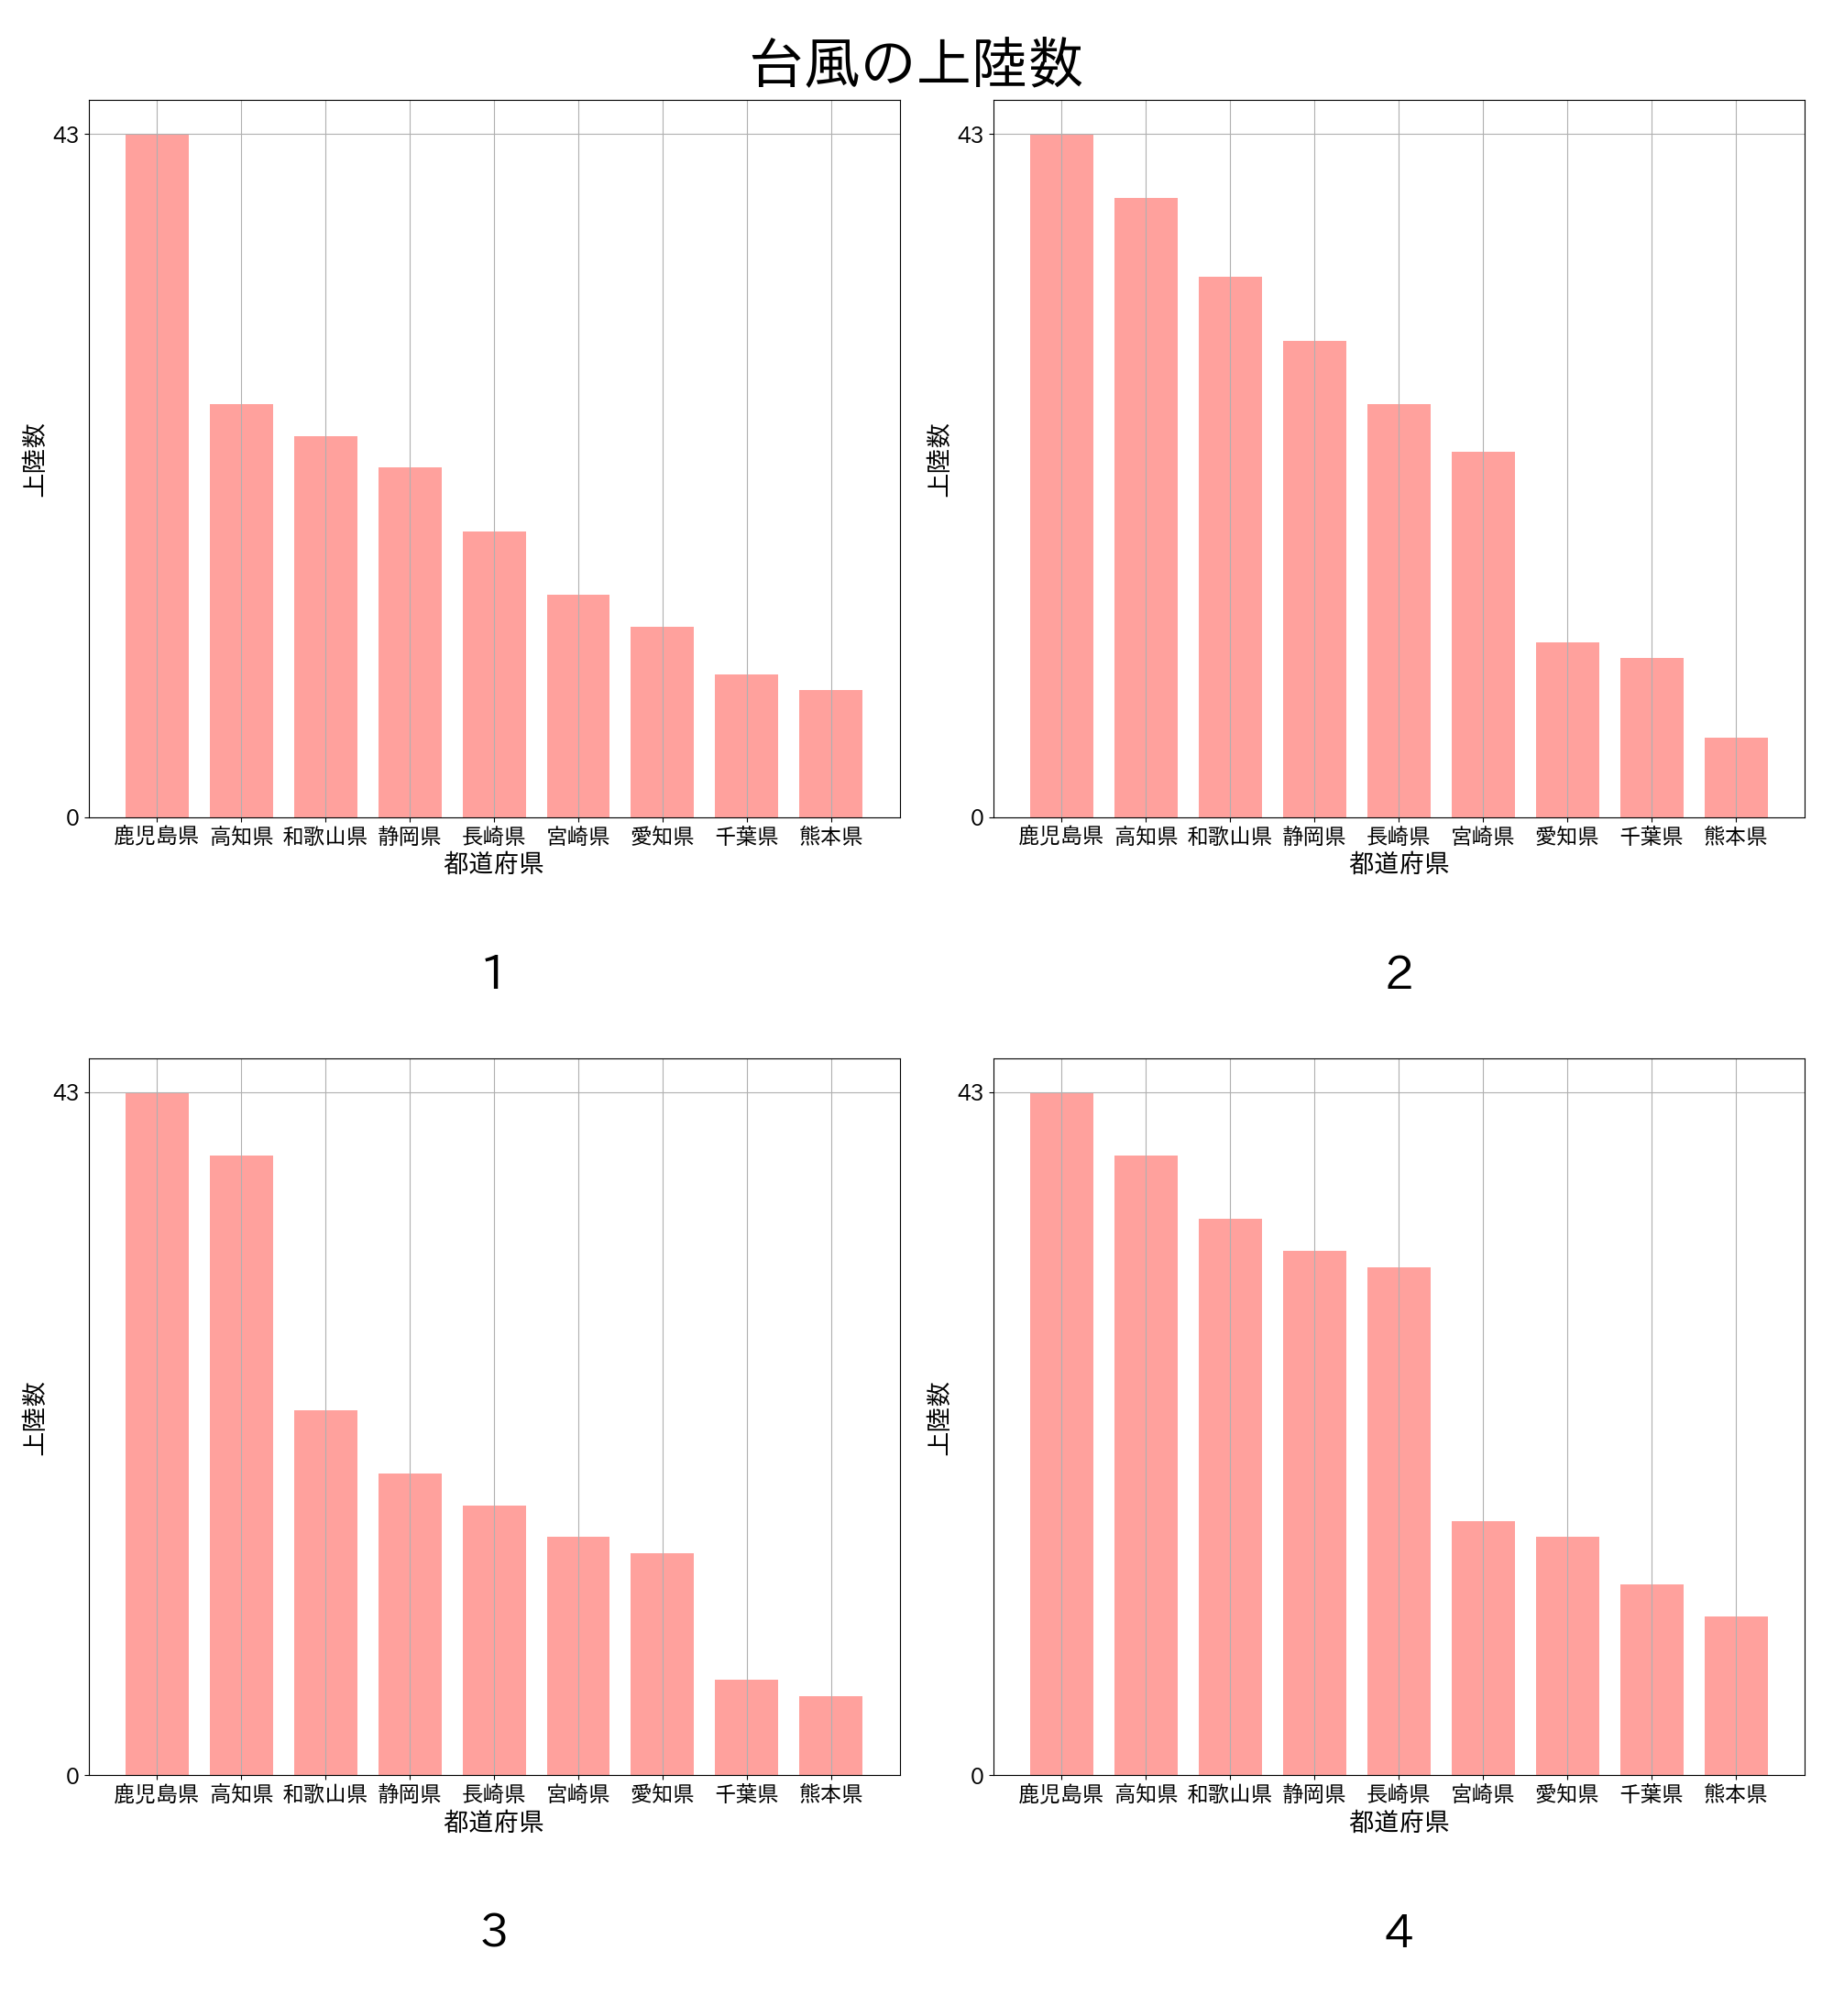 台風の上陸数
43
0
上陸数
鹿児島県 高知県 和歌山県 静岡県 長崎県 宮崎県 愛知県 千葉県 熊本県
都道府県
1
43
0
上陸数
鹿児島県 高知県 和歌山県 静岡県 長崎県 宮崎県 愛知県 千葉県 熊本県
都道府県
2
43
0
上陸数
鹿児島県 高知県 和歌山県 静岡県 長崎県 宮崎県 愛知県 千葉県 熊本県
都道府県
3
43
0
上陸数
鹿児島県 高知県 和歌山県 静岡県 長崎県 宮崎県 愛知県 千葉県 熊本県
都道府県
4